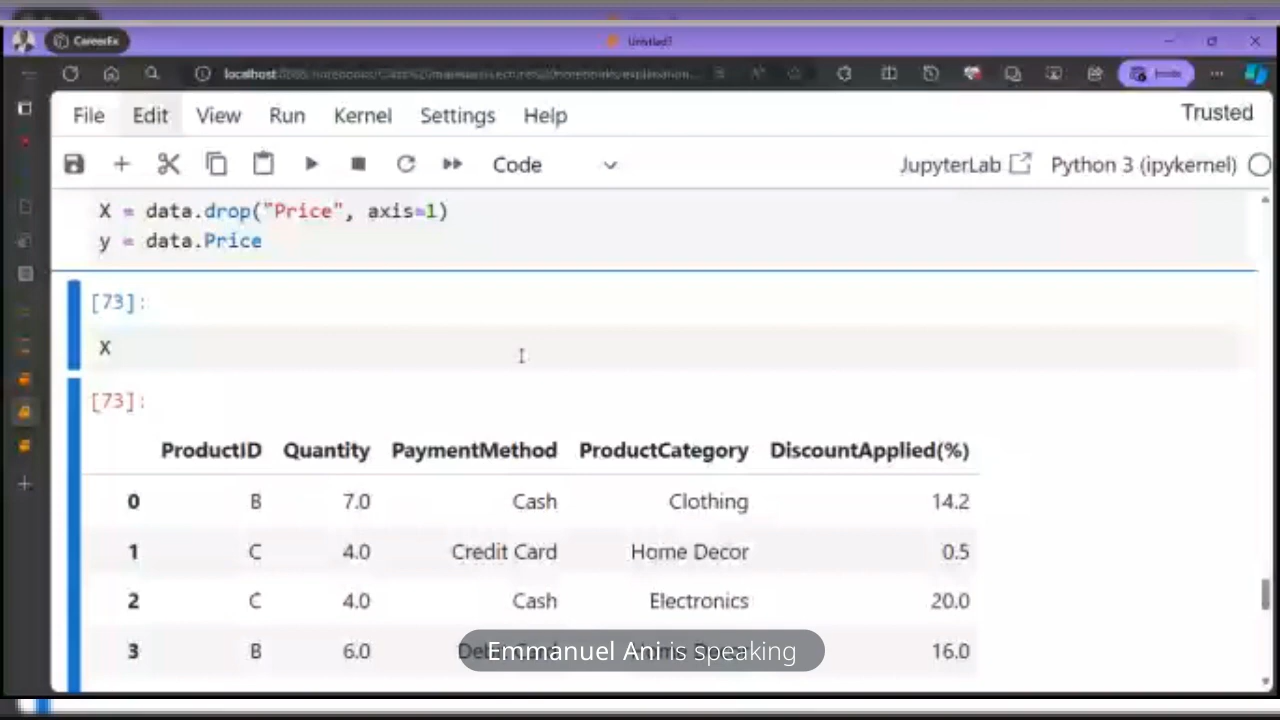 CareerEx
Untitled7
File Edit View Run Kernel Settings Help Trusted
Code JupyterLab Python 3 (ipykernel)
X = data.drop("Price", axis=1)
y = data.Price
[73]:
X
[73]:
ProductID Quantity PaymentMethod ProductCategory DiscountApplied(%)
0 B 7.0 Cash Clothing 14.2
1 C 4.0 Credit Card Home Decor 0.5
2 C 4.0 Cash Electronics 20.0
3 B 6.0 16.0
Emmanuel Ani is speaking